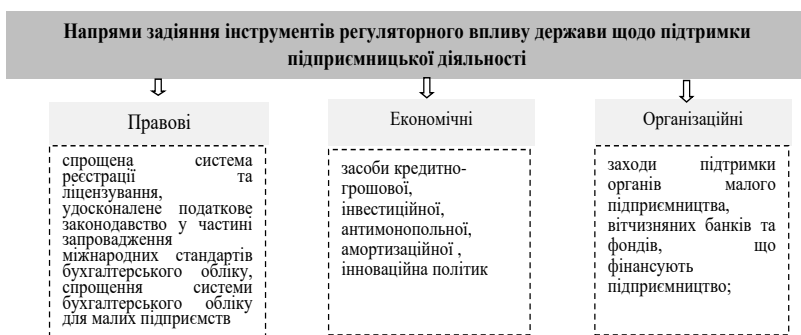 Напрями задіяння інструментів регуляторного впливу держави щодо підтримки
підприємницької діяльності
Правові
спрощена система
реєстрації та
ліцензування,
удосконалене податкове
законодавство у частині
запровадження
міжнародних стандартів
бухгалтерського обліку,
спрощення системи
бухгалтерського обліку
для малих підприємств
Економічні
засоби кредитно-
грошової,
інвестиційної,
антимонопольної,
амортизаційної ,
інноваційна політик
Організаційні
заходи підтримки
органів малого
підприємництва,
вітчизняних банків та
фондів, що
фінансують
підприємництво;